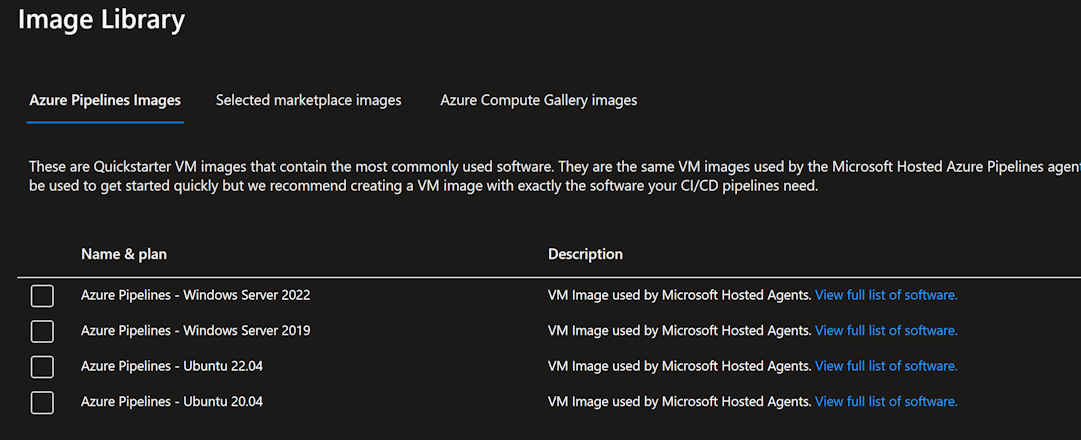 Image Library
Azure Pipelines Images Selected marketplace images Azure Compute Gallery images
These are Quickstarter VM images that contain the most commonly used software. They are the same VM images used by the Microsoft Hosted Azure Pipelines agent
be used to get started quickly but we recommend creating a VM image with exactly the software your CI/CD pipelines need.
Name & plan Description
Azure Pipelines - Windows Server 2022 VM Image used by Microsoft Hosted Agents. View full list of software.
Azure Pipelines - Windows Server 2019 VM Image used by Microsoft Hosted Agents. View full list of software.
Azure Pipelines - Ubuntu 22.04 VM Image used by Microsoft Hosted Agents. View full list of software.
Azure Pipelines - Ubuntu 20.04 VM Image used by Microsoft Hosted Agents. View full list of software.